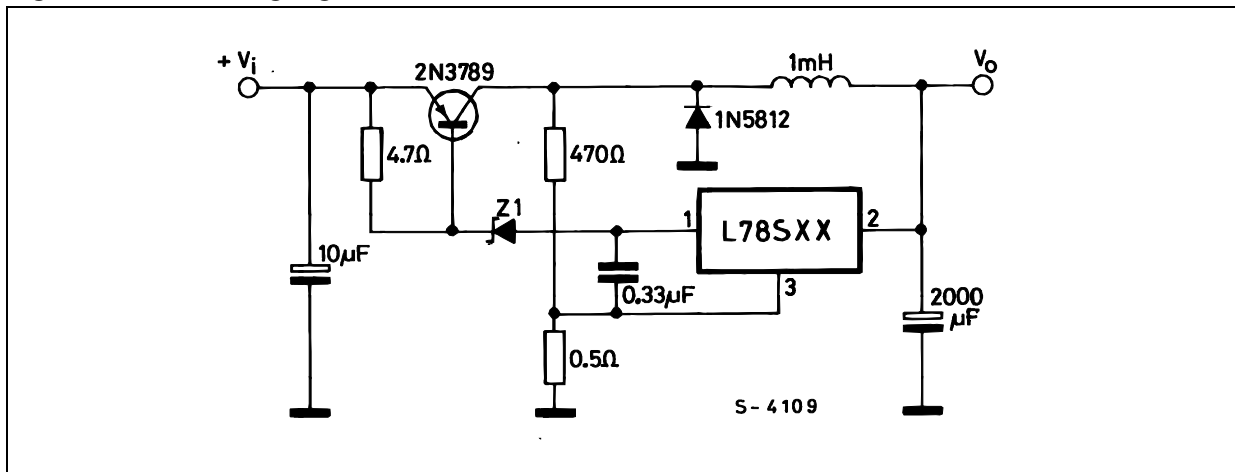 + Vi
2N3789
1mH
Vo
1N5812
4.7Ω
470Ω
Z1
1
L78SXX
2
10µF
0.33µF
3
2000
µF
0.5Ω
S-4109